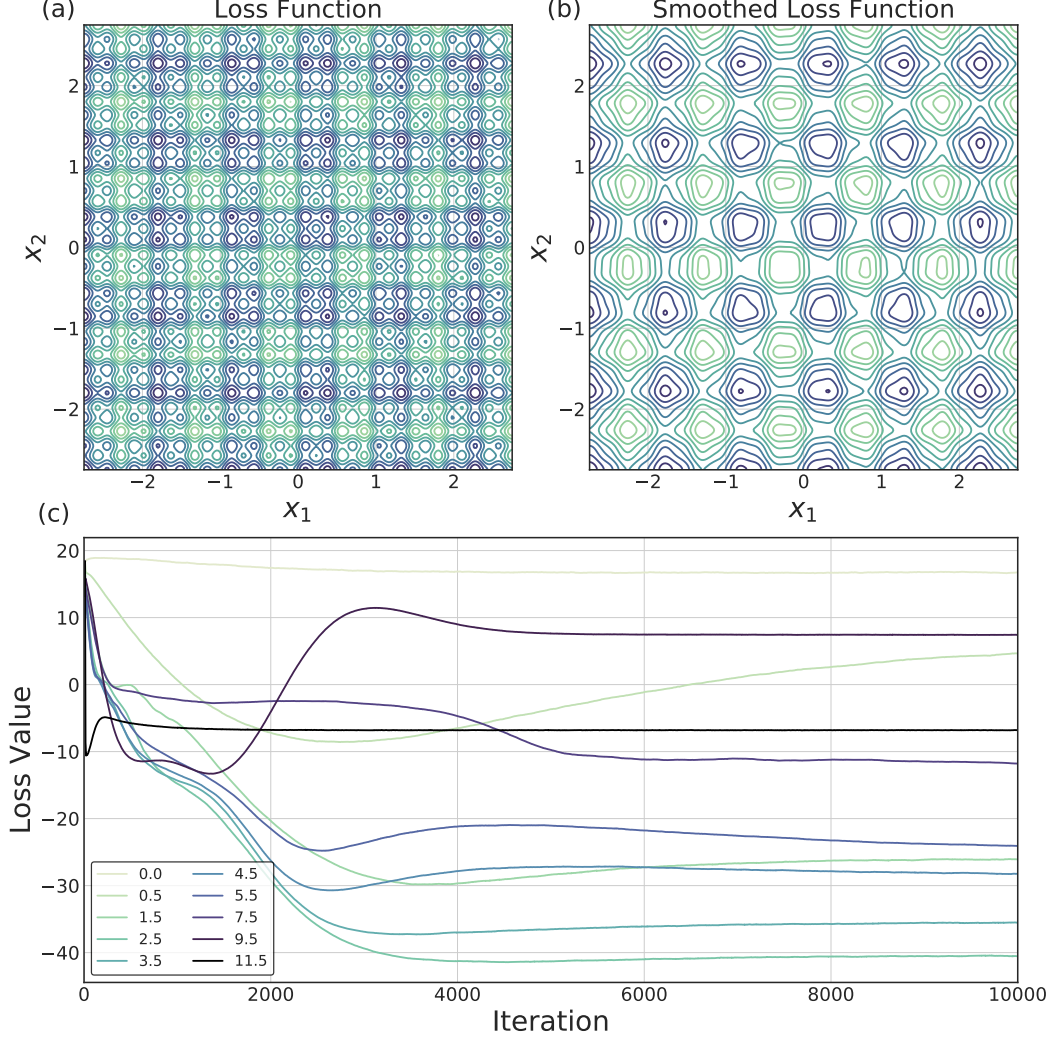 (a) Loss Function
(b) Smoothed Loss Function
x2
2
1
0
−1
−2
−2 −1 0 1 2
x1
x2
2
1
0
−1
−2
−2 −1 0 1 2
x1
(c)
Loss Value
20
10
0
−10
−20
−30
−40
0.0 4.5
0.5 5.5
1.5 7.5
2.5 9.5
3.5 11.5
0 2000 4000 6000 8000 10000
Iteration